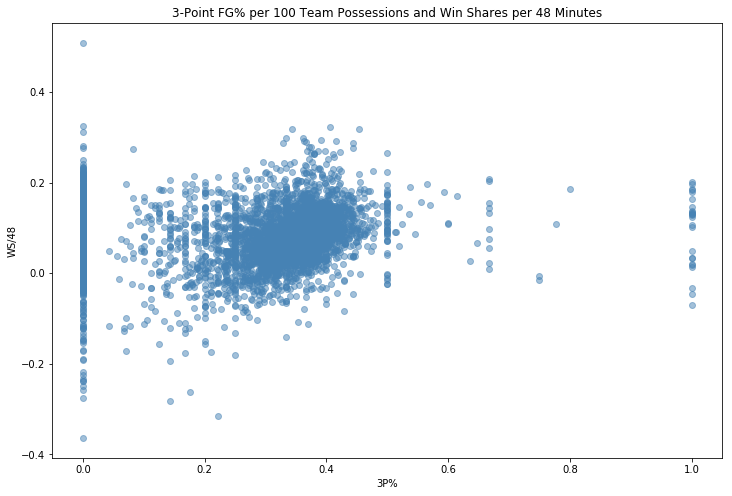 3-Point FG% per 100 Team Possessions and Win Shares per 48 Minutes
WS/48
0.4
0.2
0.0
−0.2
−0.4
0.0 0.2 0.4 0.6 0.8 1.0
3P%